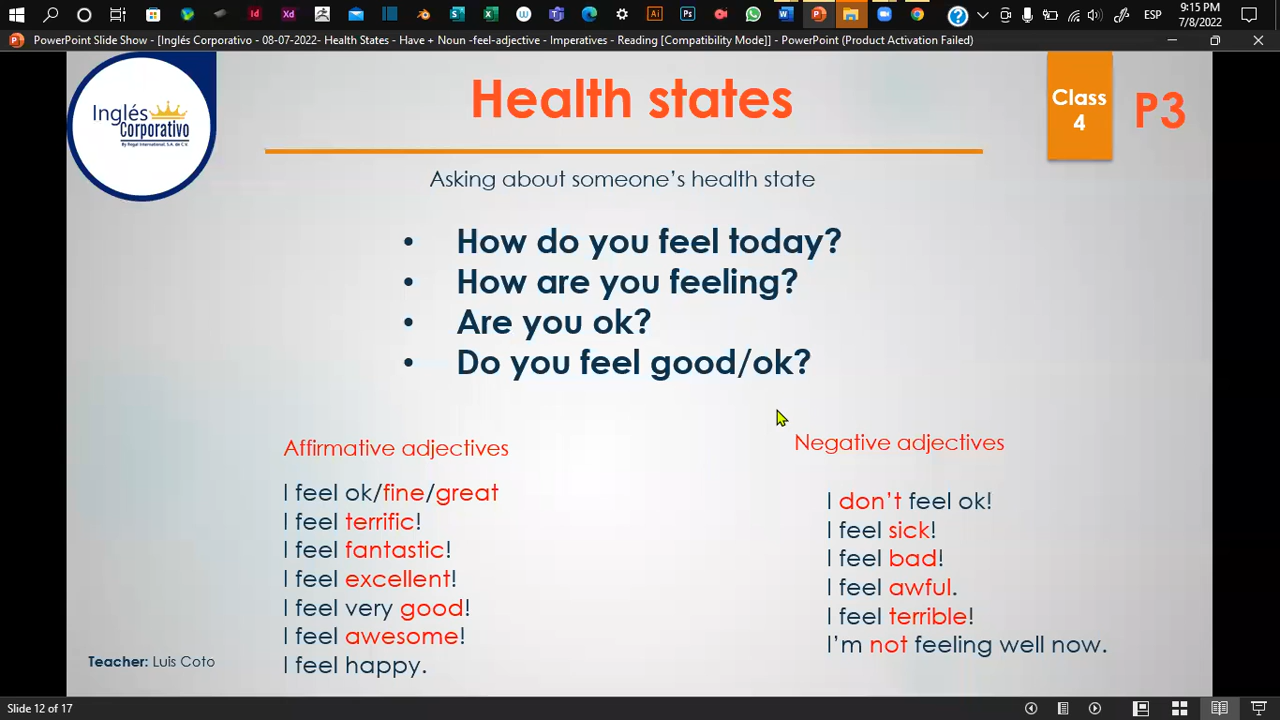 ESP
9:15 PM
7/8/2022
PowerPoint Slide Show - [Inglés Corporativo - 08-07-2022- Health States - Have + Noun -feel-adjective - Imperatives - Reading [Compatibility Mode]] - PowerPoint (Product Activation Failed)
Inglés
Corporativo
By Regal International, S.A. de C.V.
Health states
Class
4
P3
Asking about someone's health state
• How do you feel today?
• How are you feeling?
• Are you ok?
• Do you feel good/ok?
Affirmative adjectives
I feel ok/fine/great
I feel terrific!
I feel fantastic!
I feel excellent!
I feel very good!
I feel awesome!
I feel happy.
Negative adjectives
I don't feel ok!
I feel sick!
I feel bad!
I feel awful.
I feel terrible!
I'm not feeling well now.
Teacher: Luis Coto
Slide 12 of 17